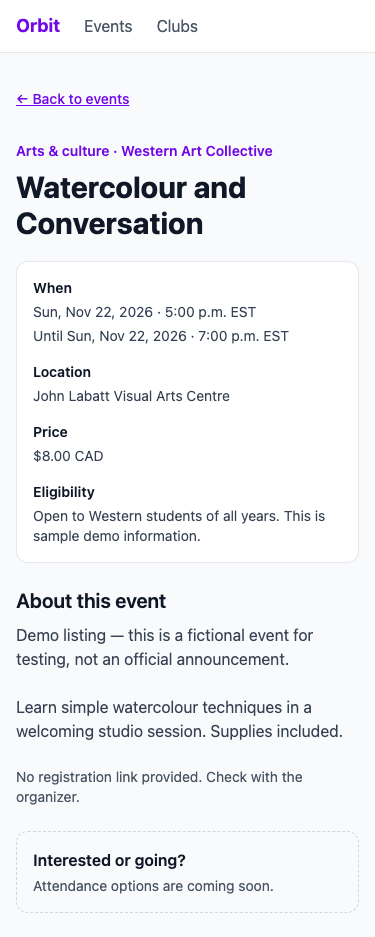 Orbit Events Clubs
← Back to events
Arts & culture · Western Art Collective
Watercolour and
Conversation
When
Sun, Nov 22, 2026 · 5:00 p.m. EST
Until Sun, Nov 22, 2026 · 7:00 p.m. EST
Location
John Labatt Visual Arts Centre
Price
$8.00 CAD
Eligibility
Open to Western students of all years. This is
sample demo information.
About this event
Demo listing — this is a fictional event for
testing, not an official announcement.
Learn simple watercolour techniques in a
welcoming studio session. Supplies included.
No registration link provided. Check with the
organizer.
Interested or going?
Attendance options are coming soon.